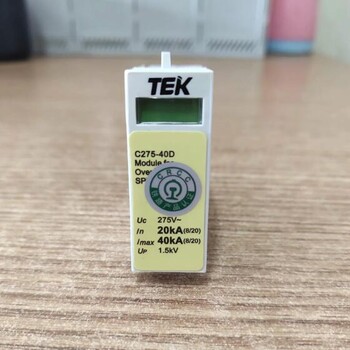 TEK
C275-40D
Module for
Over
SP
CRCC
Uc 275V~
In 20kA(8/20)
Imax 40kA(8/20)
UP 1.5kV